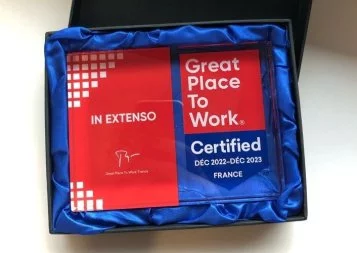 IN EXTENSO
Great Place To Work France
Great
Place
To
Work®
Certified
DÉC 2022-DÉC 2023
FRANCE